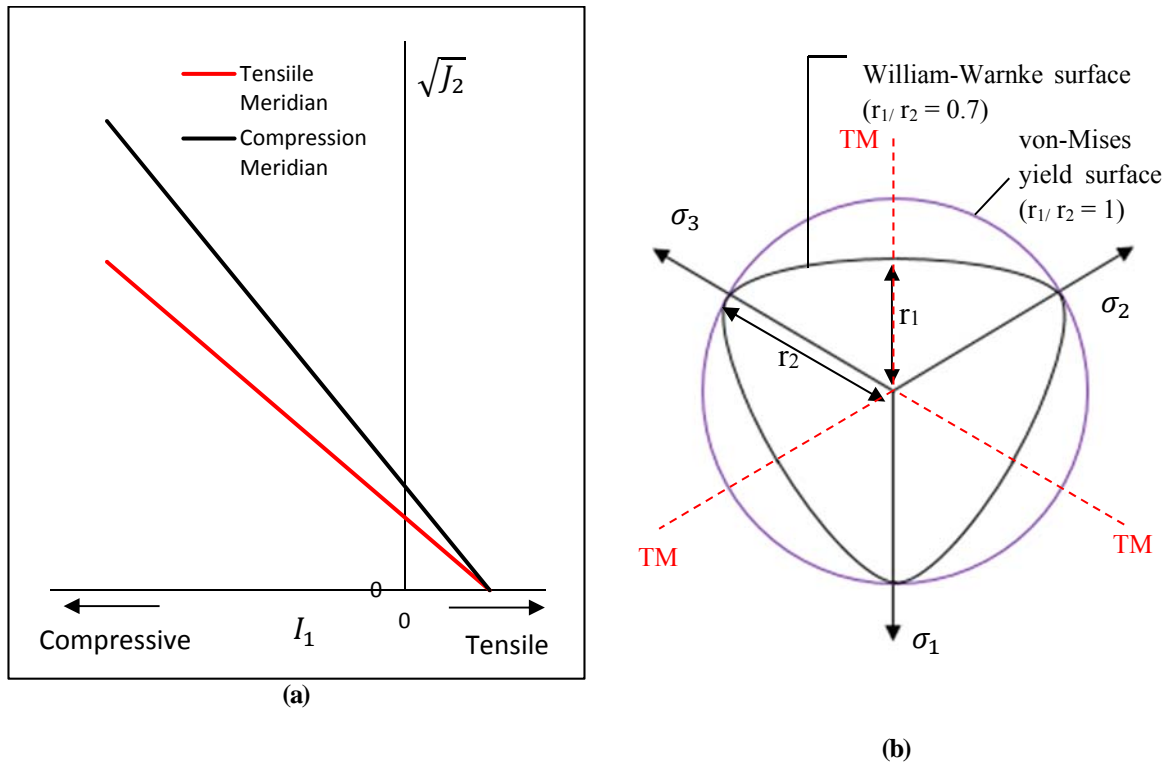 Tensiile
Meridian
Compression
Meridian
√J₂
0
0
Compressive
I₁
Tensile
(a)
William-Warnke surface
(r₁/ r₂ = 0.7)
TM
von-Mises
yield surface
(r₁/ r₂ = 1)
σ₃
σ₂
r₁
r₂
TM
TM
σ₁
(b)